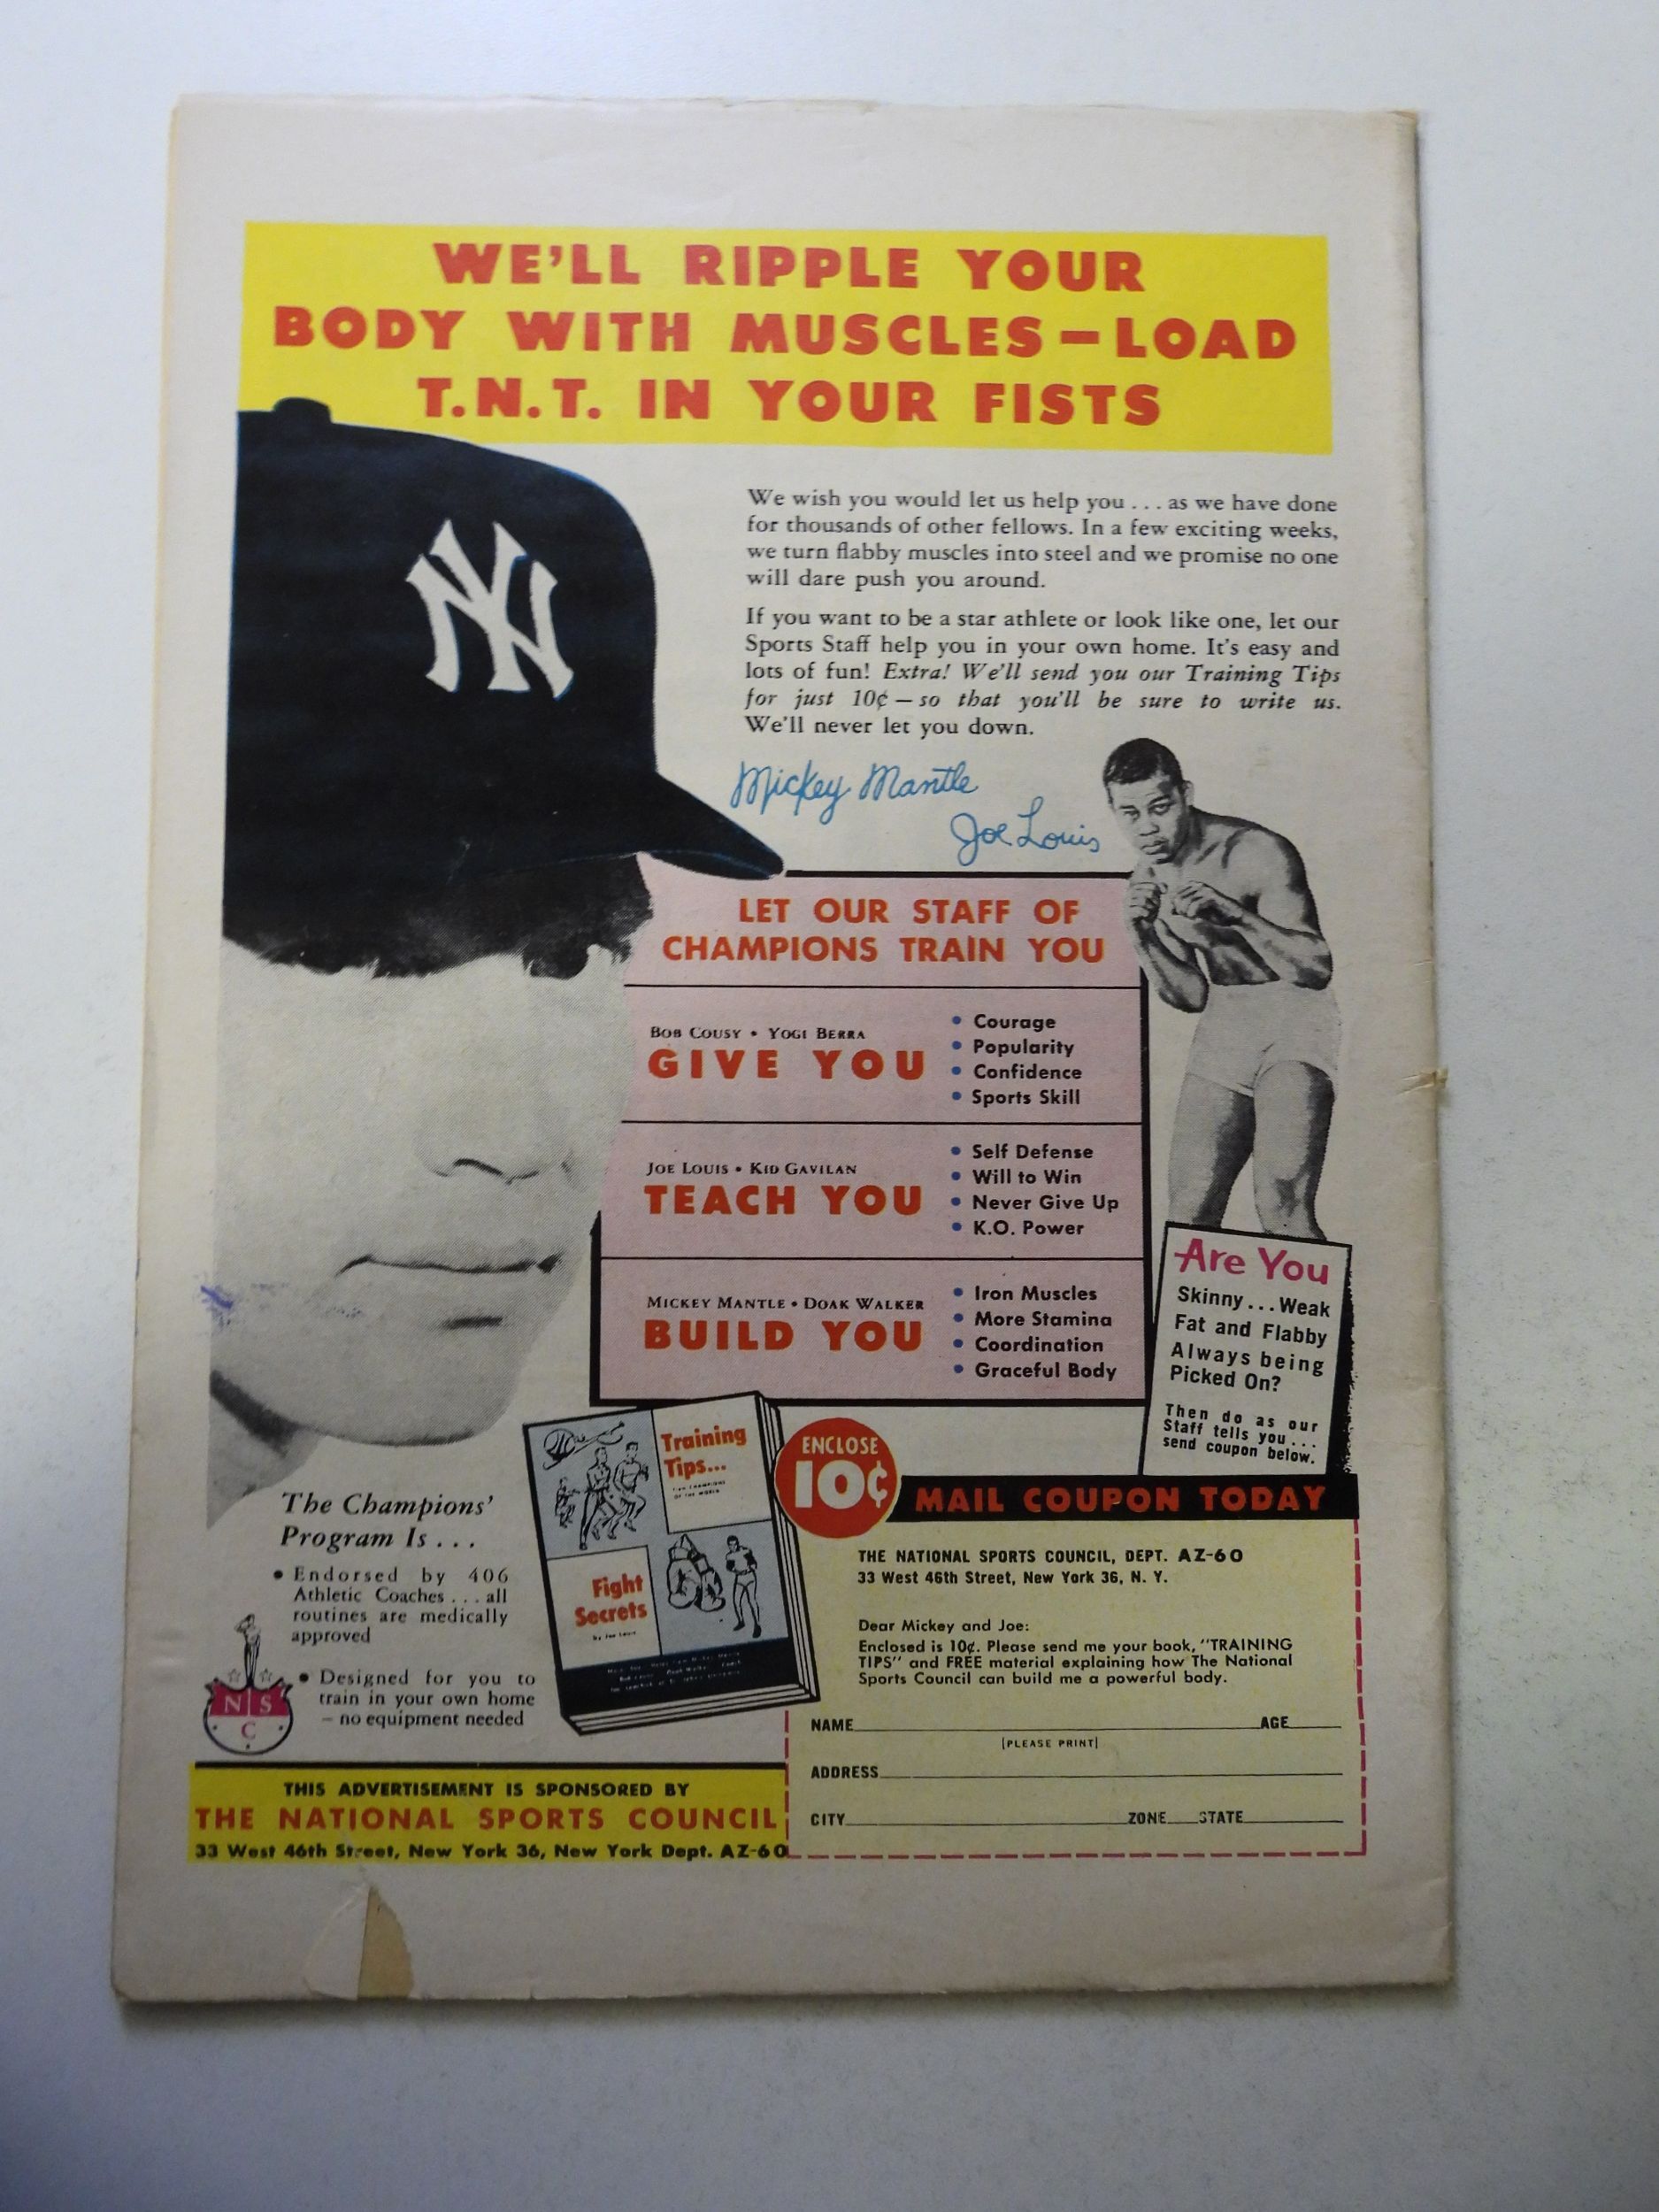 WE'LL RIPPLE YOUR
BODY WITH MUSCLES—LOAD
T.N.T. IN YOUR FISTS
NY
We wish you would let us help you . . . as we have done
for thousands of other fellows. In a few exciting weeks,
we turn flabby muscles into steel and we promise no one
will dare push you around.
If you want to be a star athlete or look like one, let our
Sports Staff help you in your own home. It's easy and
lots of fun! Extra! We'll send you our Training Tips
for just 10¢ — so that you'll be sure to write us.
We'll never let you down.
Mickey Mantle
Joe Louis
LET OUR STAFF OF
CHAMPIONS TRAIN YOU
BOB COUSY • YOGI BERRA
GIVE YOU
• Courage
• Popularity
• Confidence
• Sports Skill
JOE LOUIS • KID GAVILAN
TEACH YOU
• Self Defense
• Will to Win
• Never Give Up
• K.O. Power
MICKEY MANTLE • DOAK WALKER
BUILD YOU
• Iron Muscles
• More Stamina
• Coordination
• Graceful Body
Are You
Skinny . . . Weak
Fat and Flabby
Always being
Picked On?
Then do as our
Staff tells you . . .
send coupon below.
The Champions'
Program Is . . .
• Endorsed by 406
Athletic Coaches . . . all
routines are medically
approved
• Designed for you to
train in your own home
– no equipment needed
N S
C
Training
Tips...
OF THE WORLD
Fight
Secrets
by Joe Louis
ENCLOSE
10¢
MAIL COUPON TODAY
THE NATIONAL SPORTS COUNCIL, DEPT. AZ-60
33 West 46th Street, New York 36, N. Y.
Dear Mickey and Joe:
Enclosed is 10¢. Please send me your book, "TRAINING
TIPS" and FREE material explaining how The National
Sports Council can build me a powerful body.
NAME AGE
[PLEASE PRINT]
ADDRESS
CITY ZONE STATE
THIS ADVERTISEMENT IS SPONSORED BY
THE NATIONAL SPORTS COUNCIL
33 West 46th Street, New York 36, New York Dept. AZ-60